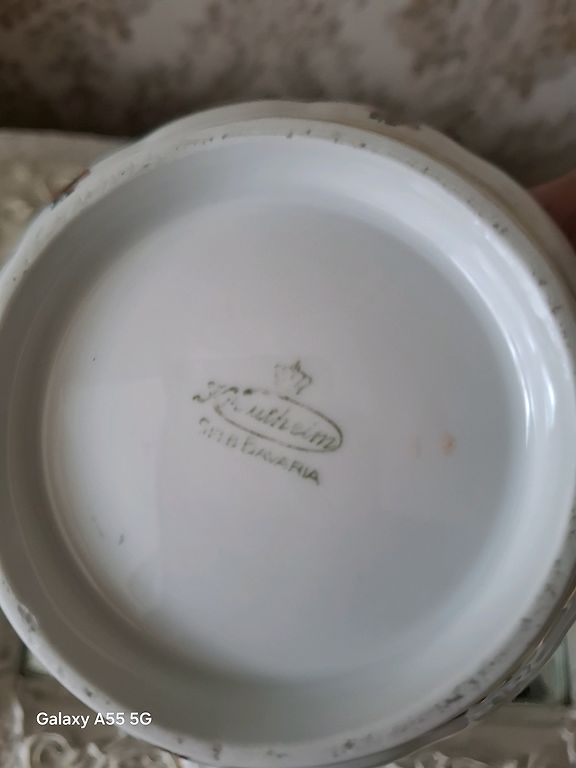 Krautheim
SELB BAVARIA
Galaxy A55 5G